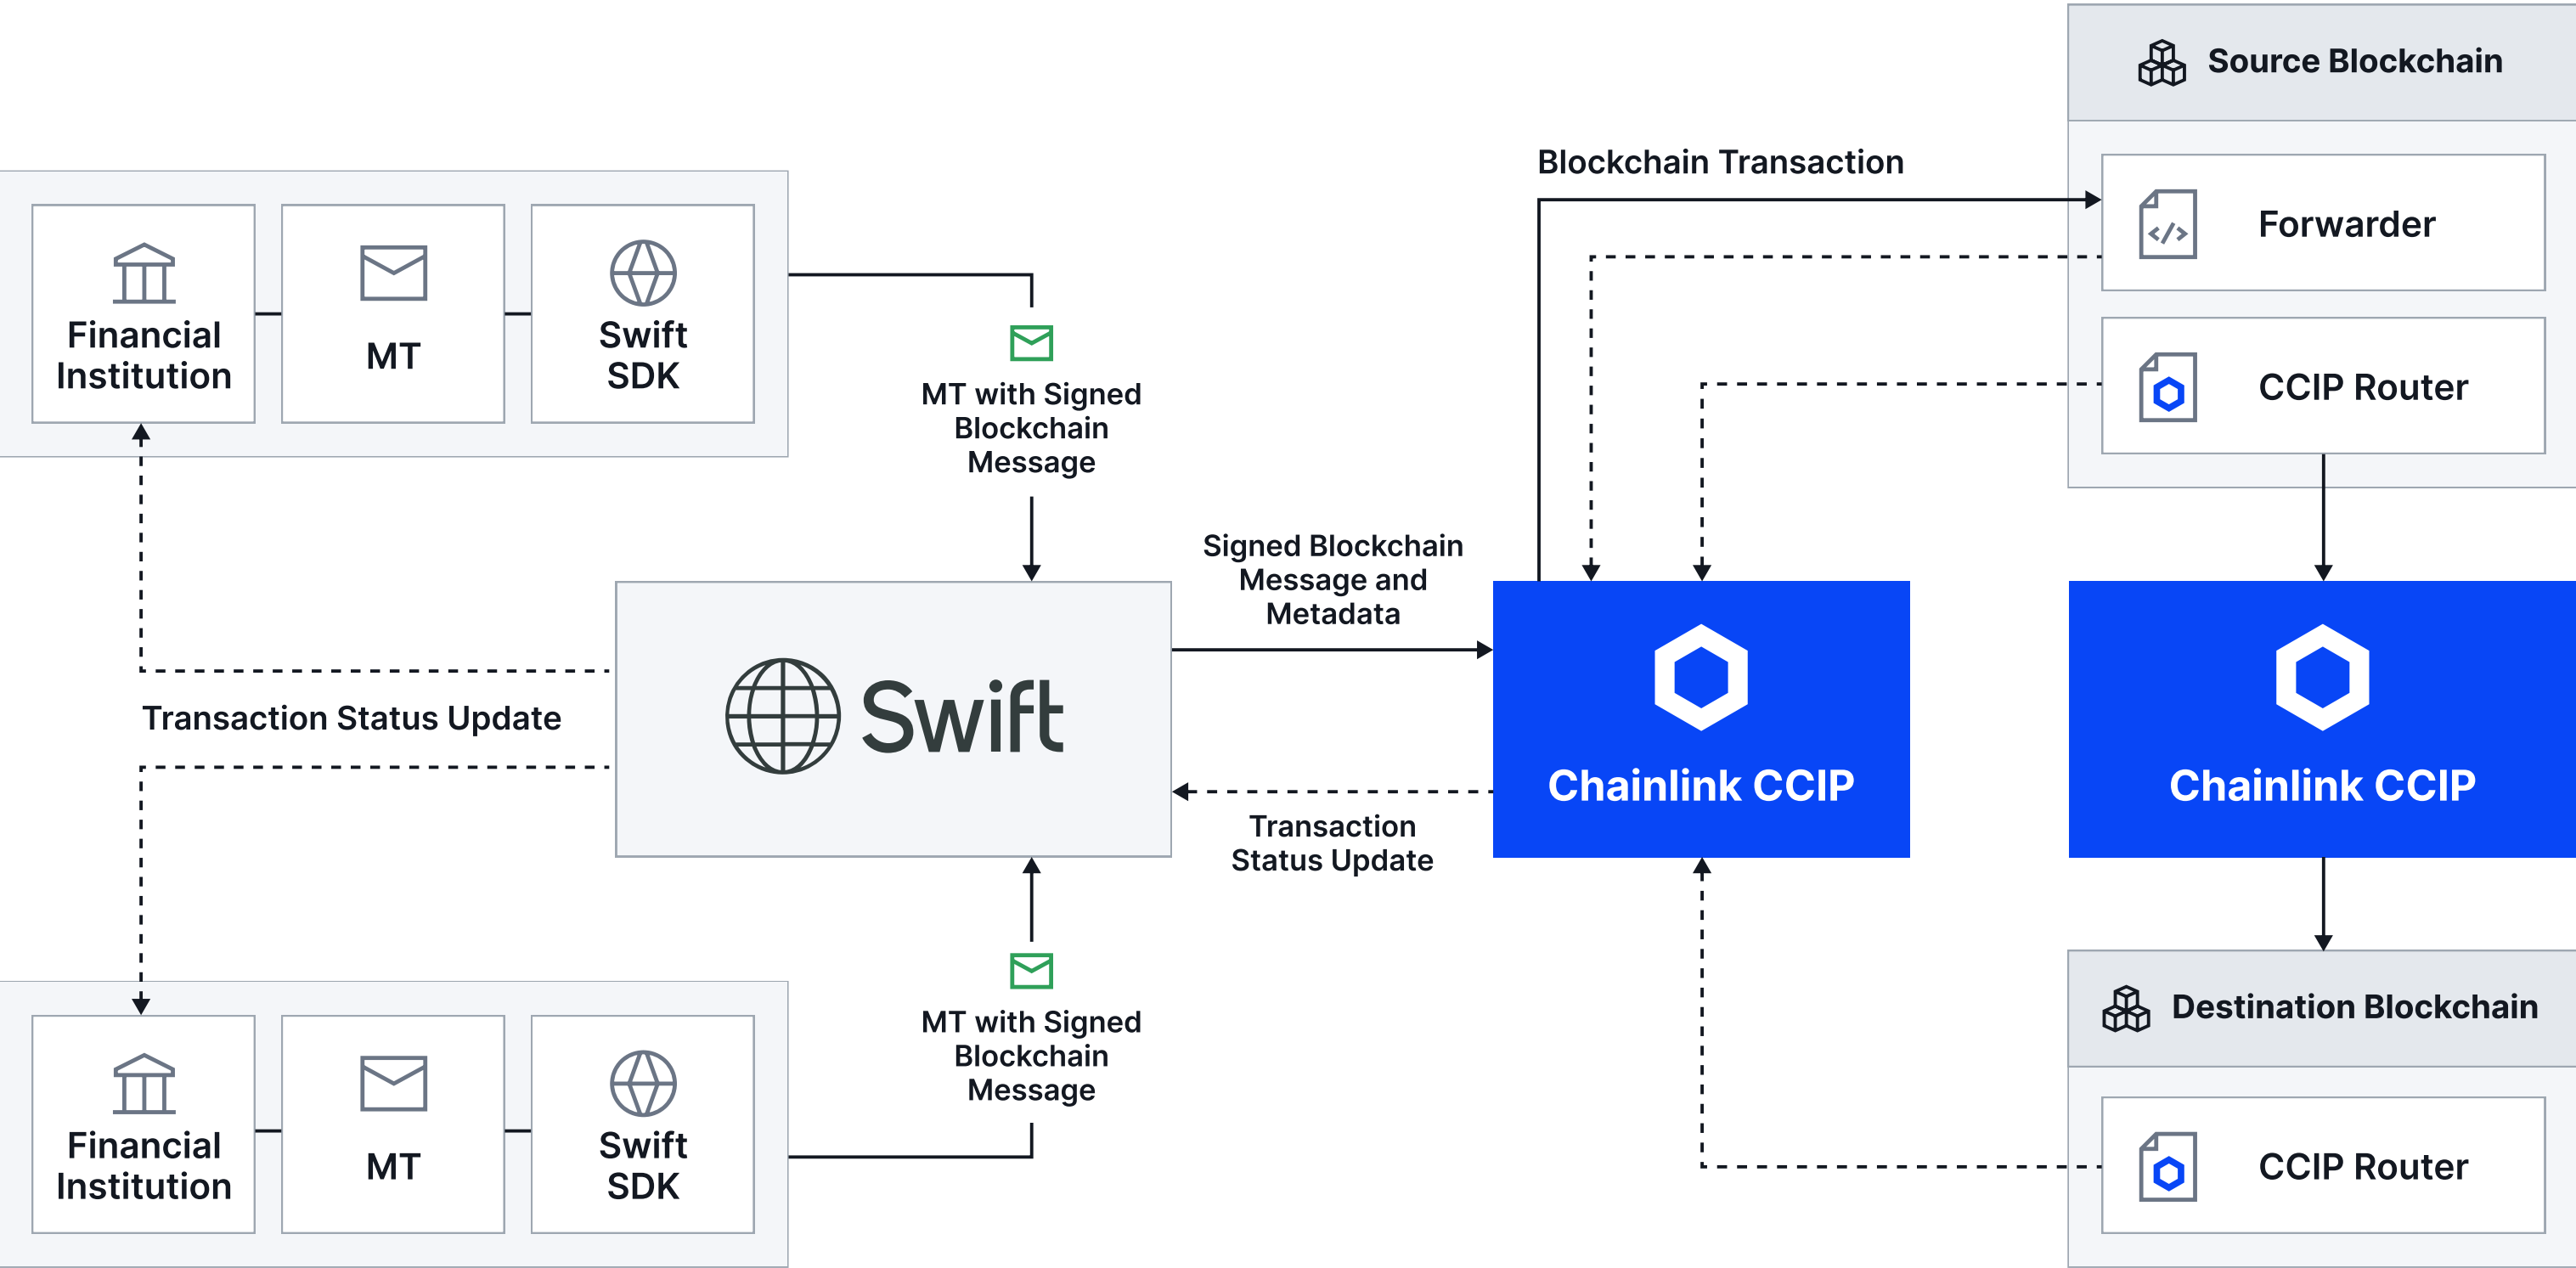 Source Blockchain
Blockchain Transaction
Forwarder
CCIP Router
Financial
Institution
MT
Swift
SDK
MT with Signed
Blockchain
Message
Signed Blockchain
Message and
Metadata
Transaction Status Update
Swift
Chainlink CCIP
Chainlink CCIP
Transaction
Status Update
MT with Signed
Blockchain
Message
Destination Blockchain
CCIP Router
Financial
Institution
MT
Swift
SDK